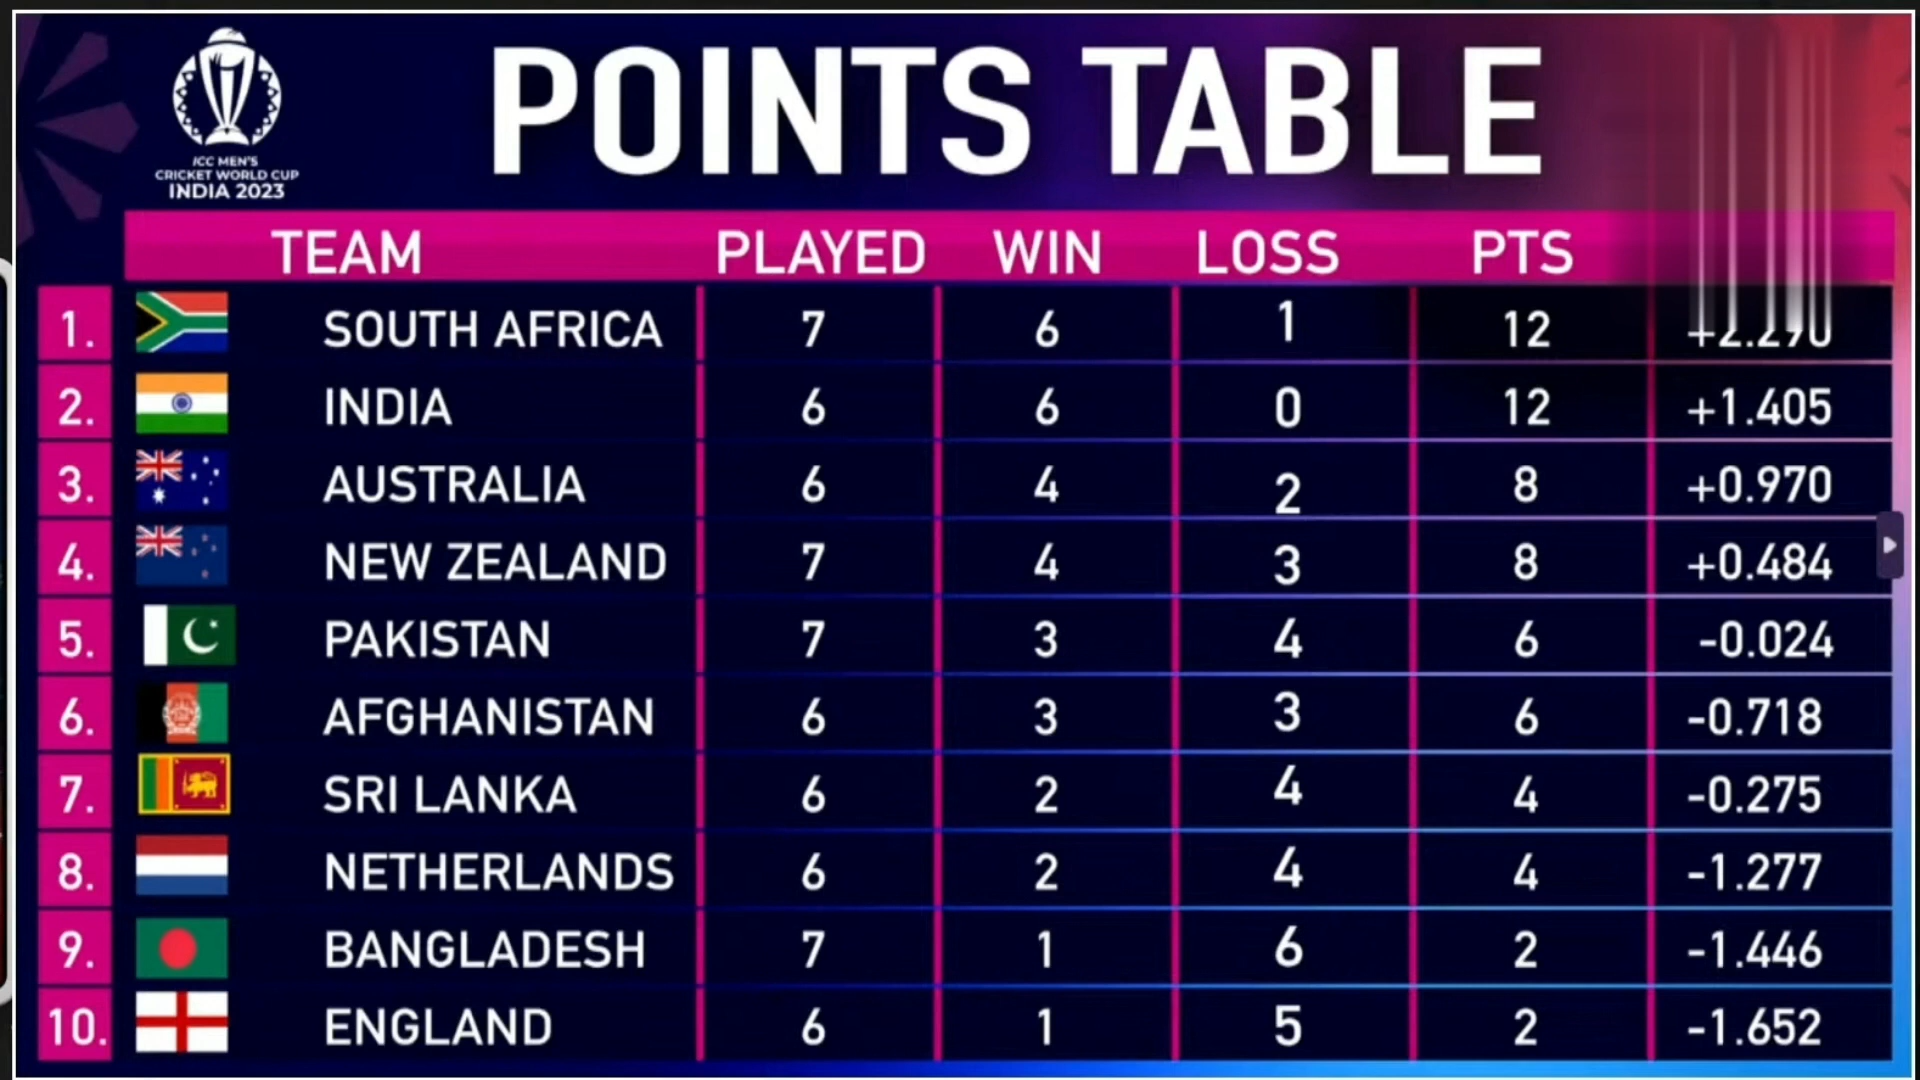 ICC MEN'S
CRICKET WORLD CUP
INDIA 2023
POINTS TABLE
TEAM PLAYED WIN LOSS PTS
1. SOUTH AFRICA 7 6 1 12 +2.290
2. INDIA 6 6 0 12 +1.405
3. AUSTRALIA 6 4 2 8 +0.970
4. NEW ZEALAND 7 4 3 8 +0.484
5. PAKISTAN 7 3 4 6 -0.024
6. AFGHANISTAN 6 3 3 6 -0.718
7. SRI LANKA 6 2 4 4 -0.275
8. NETHERLANDS 6 2 4 4 -1.277
9. BANGLADESH 7 1 6 2 -1.446
10. ENGLAND 6 1 5 2 -1.652